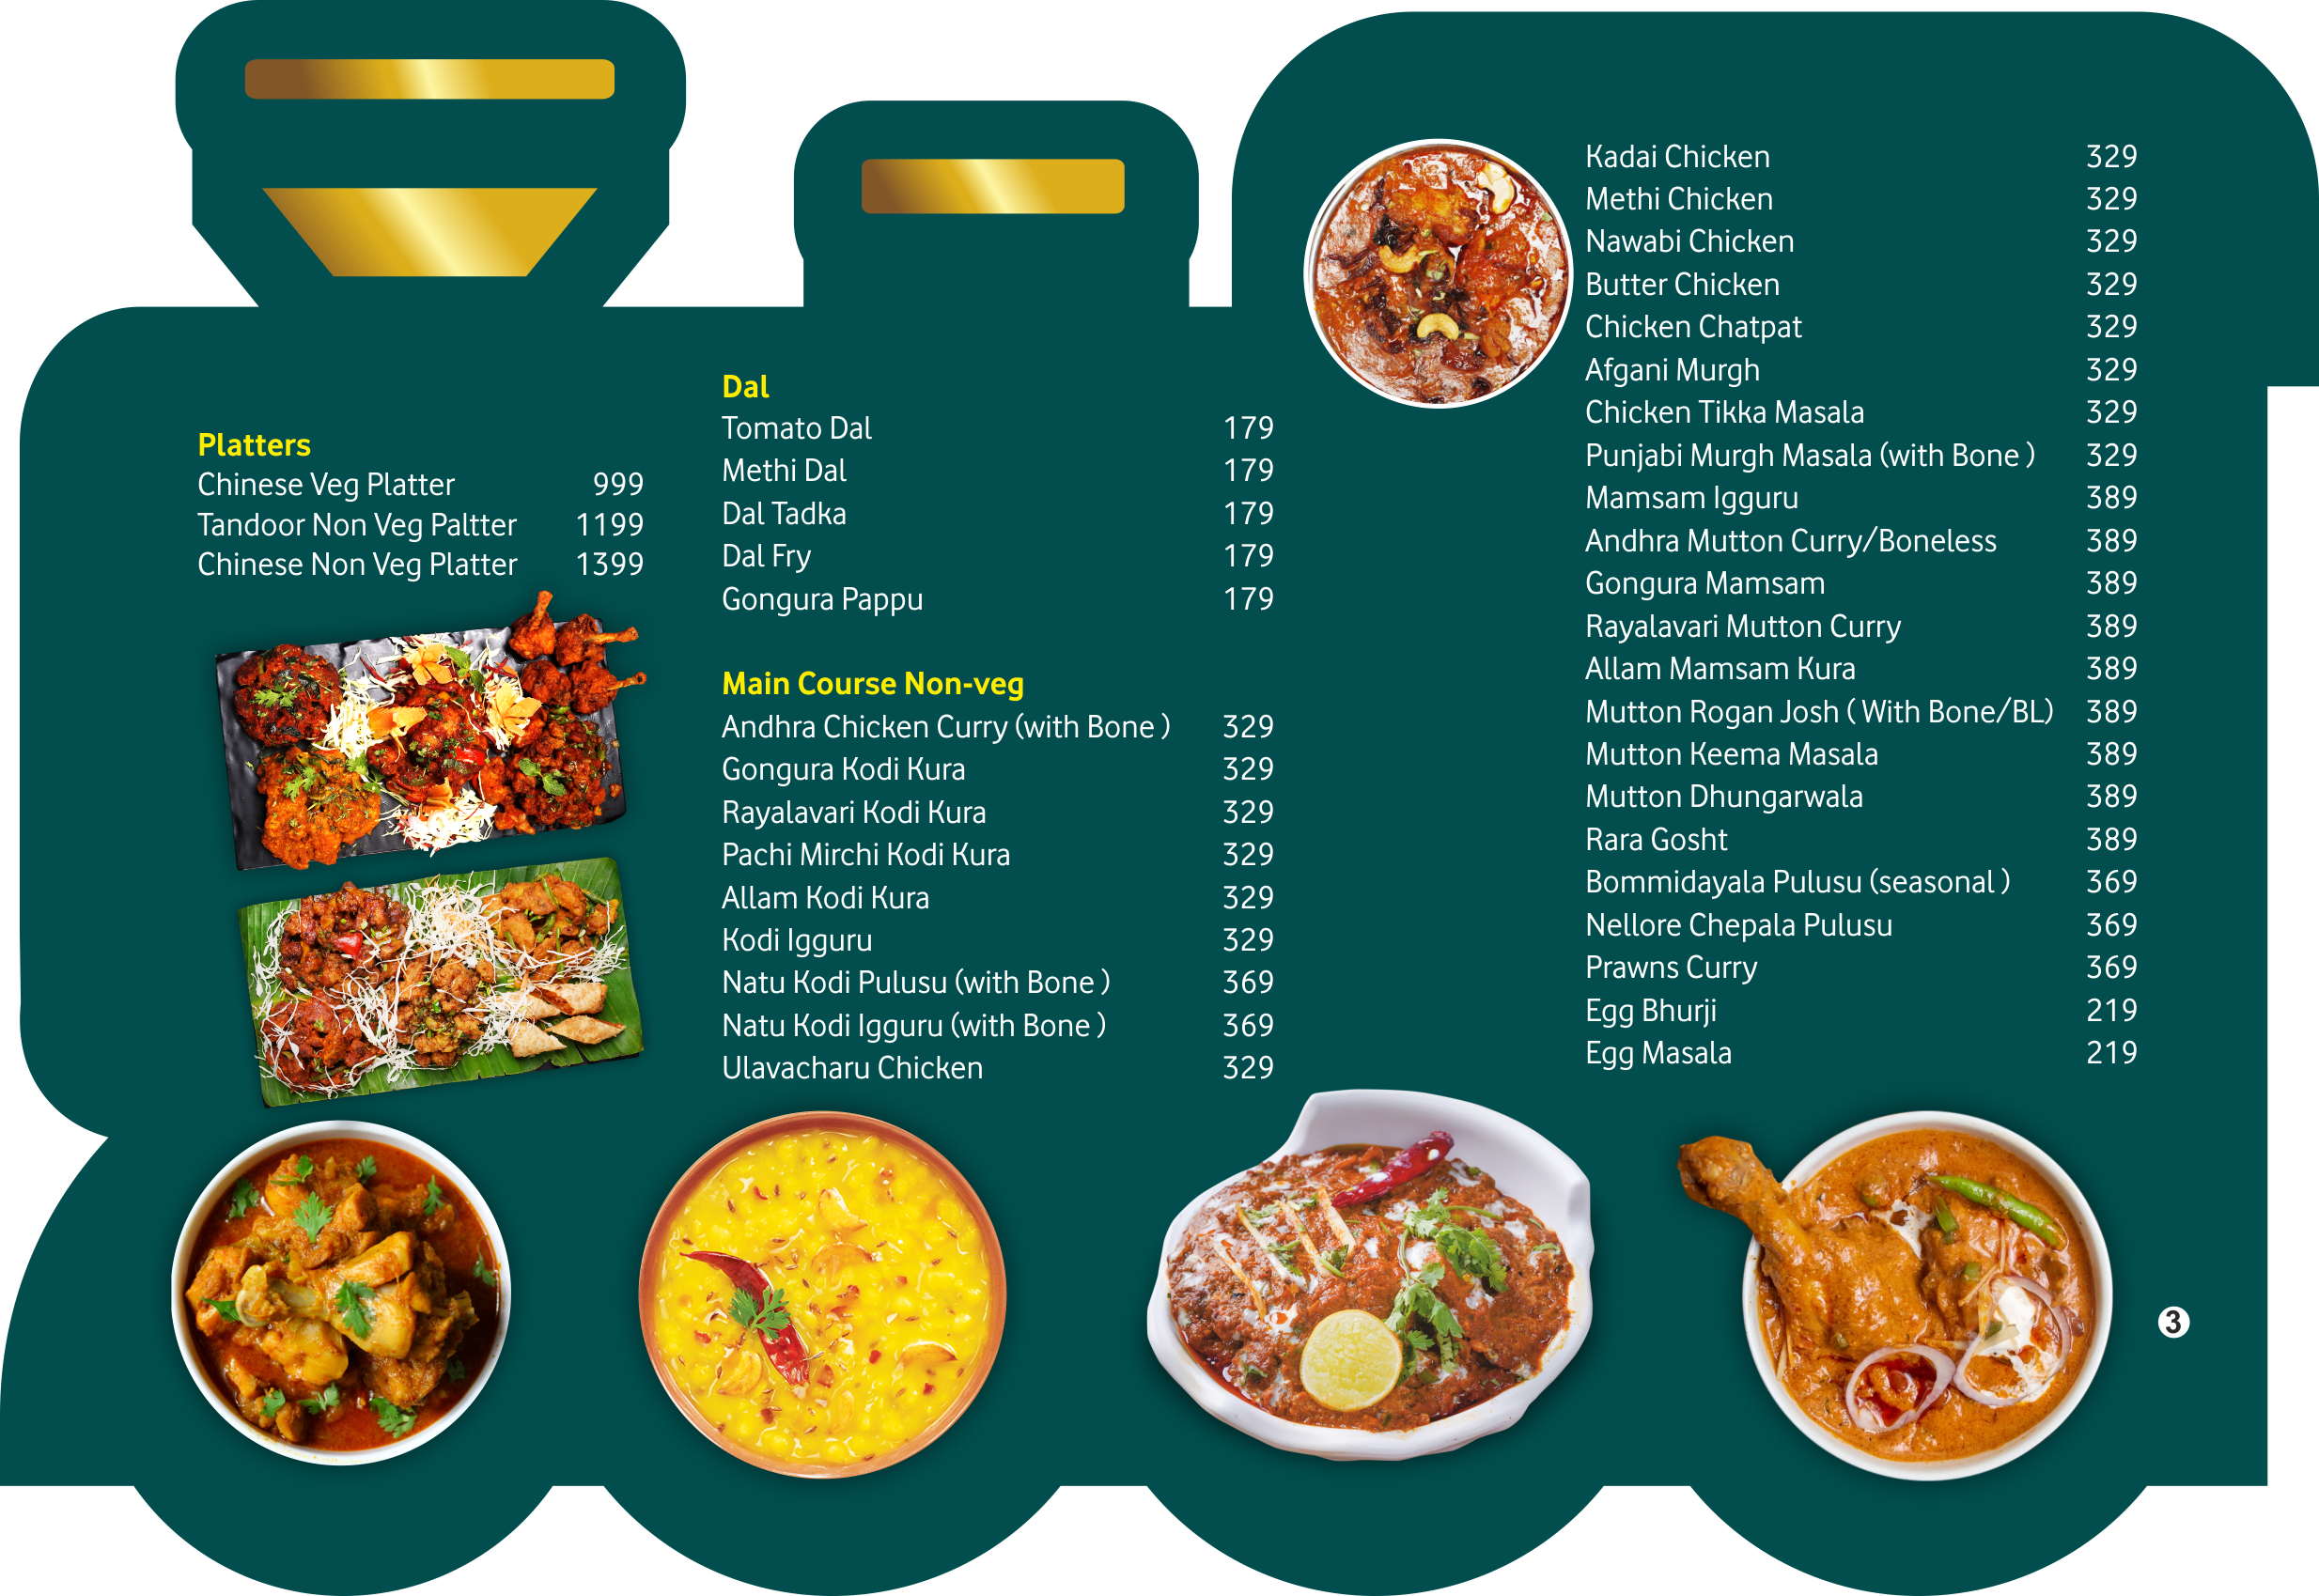 Platters
Chinese Veg Platter 999
Tandoor Non Veg Paltter 1199
Chinese Non Veg Platter 1399
Dal
Tomato Dal 179
Methi Dal 179
Dal Tadka 179
Dal Fry 179
Gongura Pappu 179
Main Course Non-veg
Andhra Chicken Curry (with Bone ) 329
Gongura Kodi Kura 329
Rayalavari Kodi Kura 329
Pachi Mirchi Kodi Kura 329
Allam Kodi Kura 329
Kodi Igguru 329
Natu Kodi Pulusu (with Bone ) 369
Natu Kodi Igguru (with Bone ) 369
Ulavacharu Chicken 329
Kadai Chicken 329
Methi Chicken 329
Nawabi Chicken 329
Butter Chicken 329
Chicken Chatpat 329
Afgani Murgh 329
Chicken Tikka Masala 329
Punjabi Murgh Masala (with Bone ) 329
Mamsam Igguru 389
Andhra Mutton Curry/Boneless 389
Gongura Mamsam 389
Rayalavari Mutton Curry 389
Allam Mamsam Kura 389
Mutton Rogan Josh ( With Bone/BL) 389
Mutton Keema Masala 389
Mutton Dhungarwala 389
Rara Gosht 389
Bommidayala Pulusu (seasonal ) 369
Nellore Chepala Pulusu 369
Prawns Curry 369
Egg Bhurji 219
Egg Masala 219
3